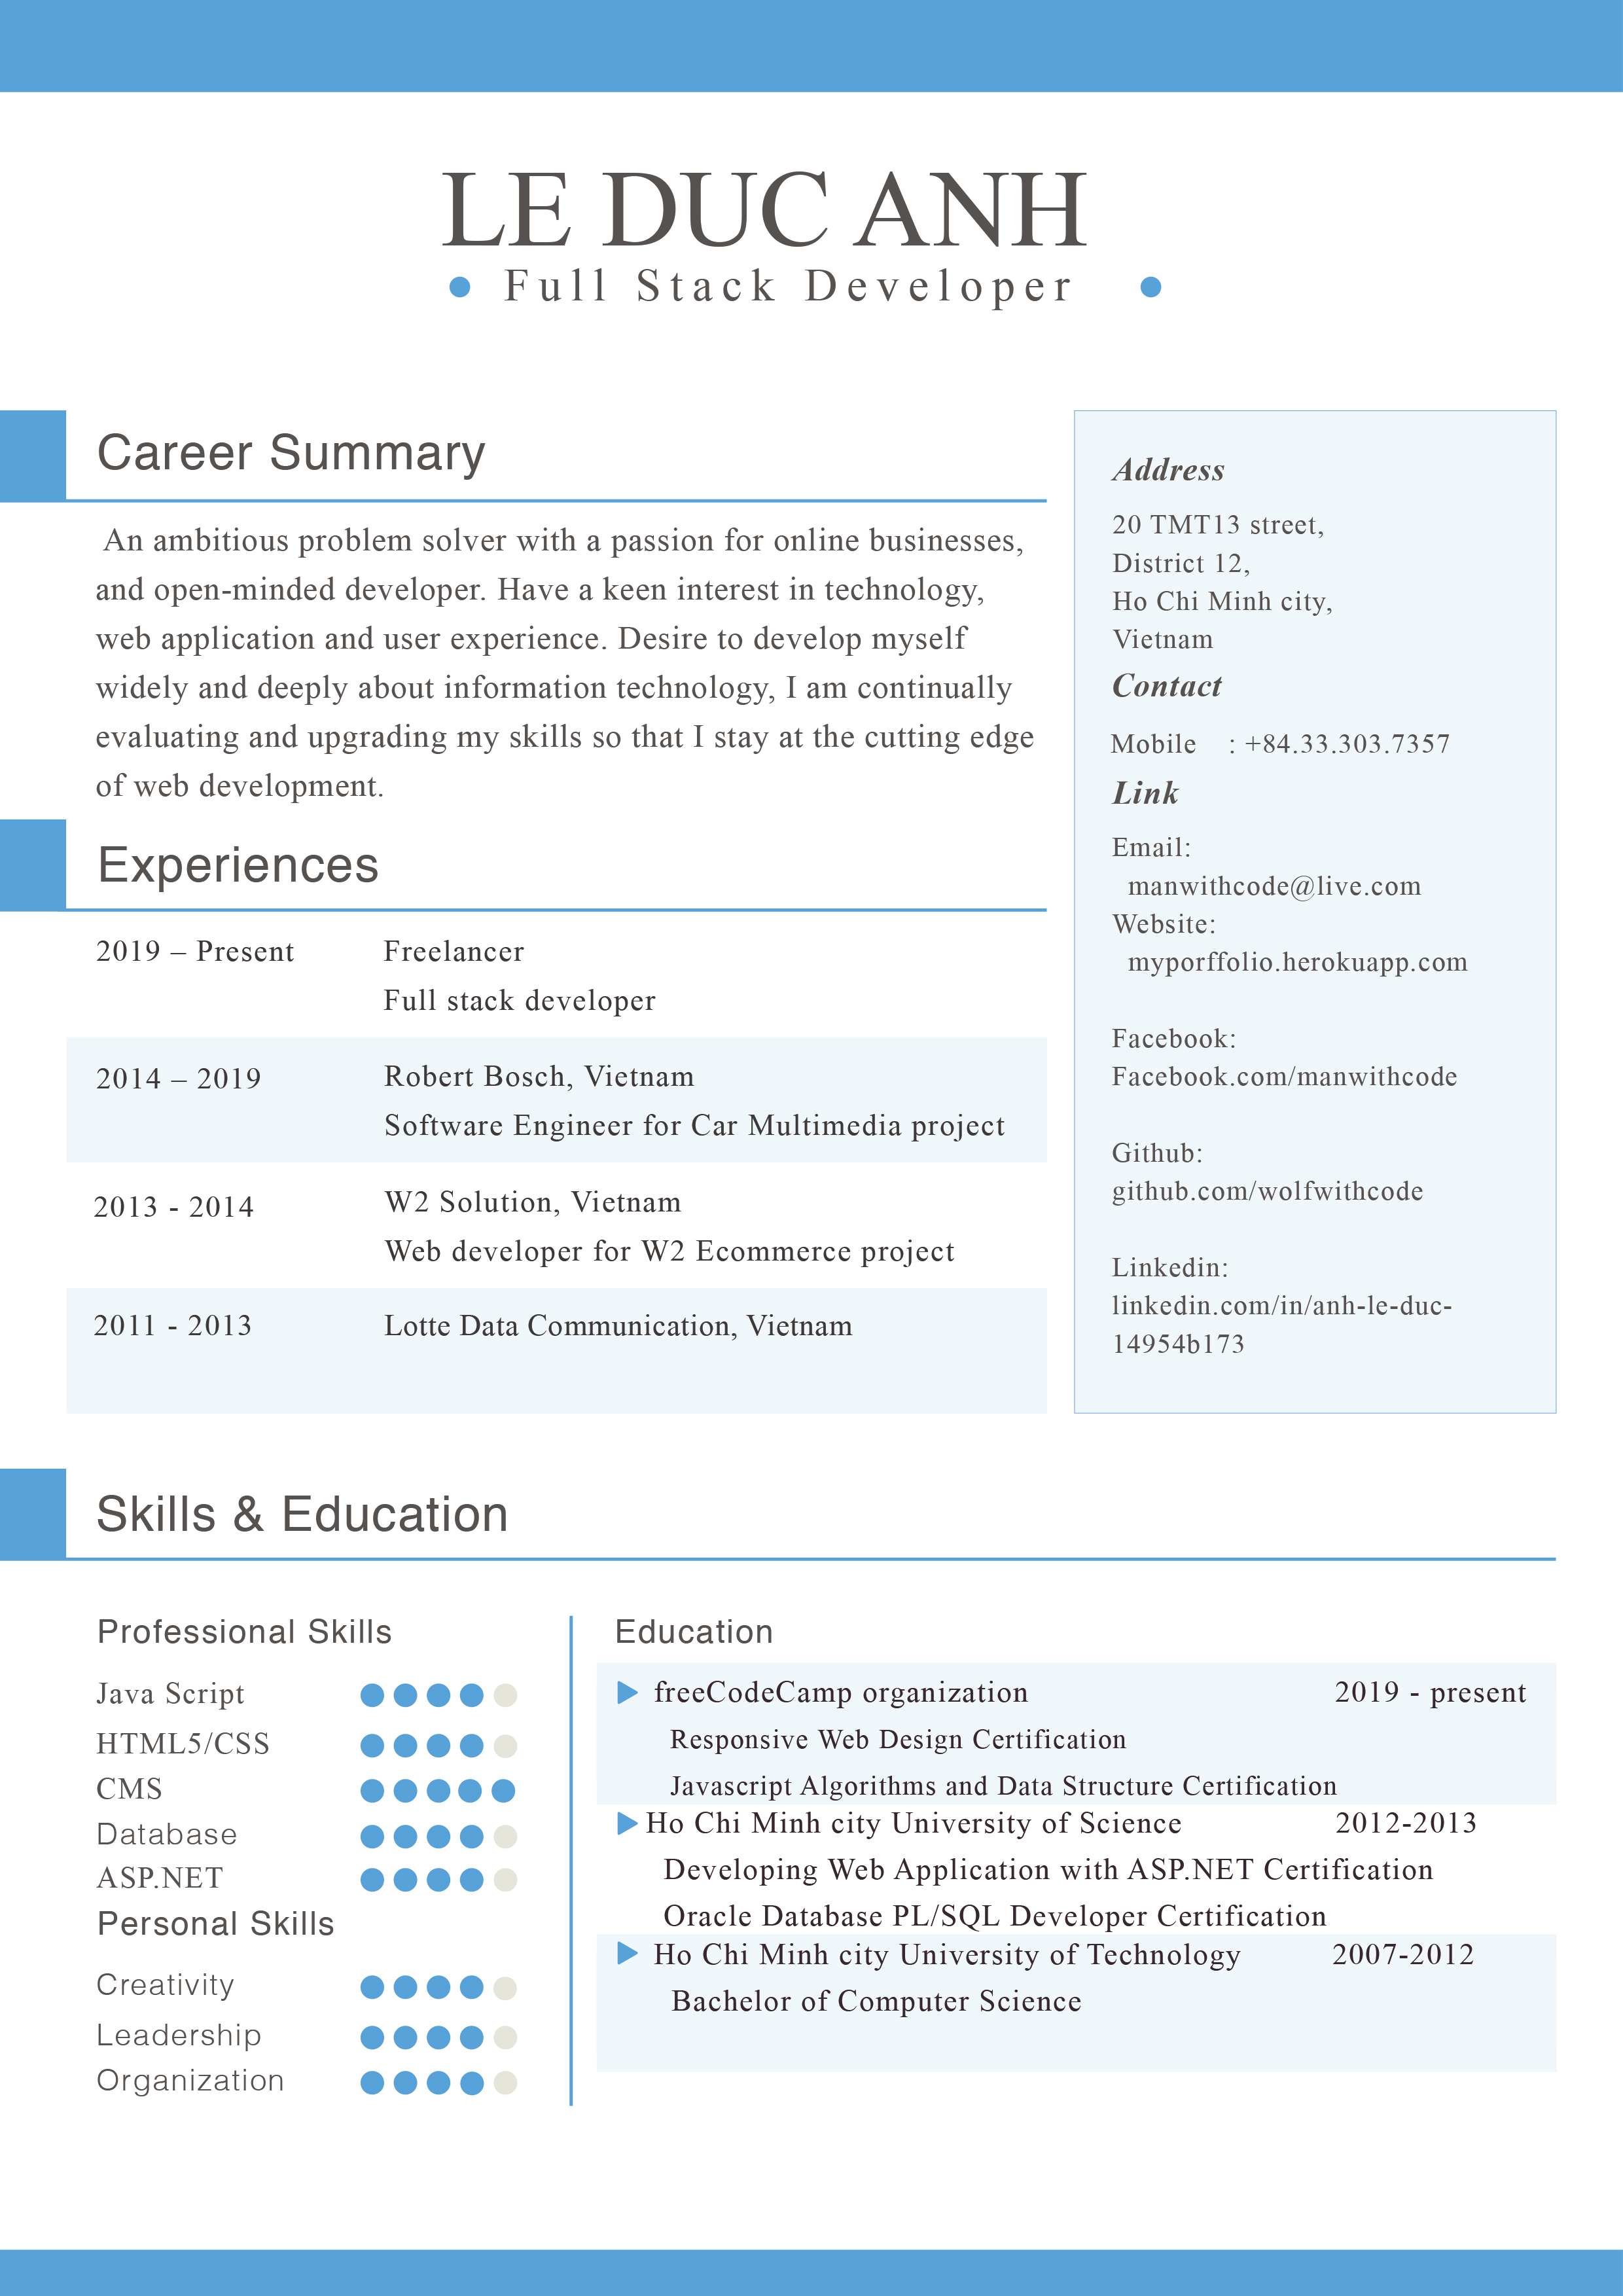 LE DUC ANH
Full Stack Developer
Career Summary
An ambitious problem solver with a passion for online businesses,
and open-minded developer. Have a keen interest in technology,
web application and user experience. Desire to develop myself
widely and deeply about information technology, I am continually
evaluating and upgrading my skills so that I stay at the cutting edge
of web development.
Experiences
2019 – Present Freelancer
Full stack developer
2014 – 2019 Robert Bosch, Vietnam
Software Engineer for Car Multimedia project
2013 - 2014 W2 Solution, Vietnam
Web developer for W2 Ecommerce project
2011 - 2013 Lotte Data Communication, Vietnam
Address
20 TMT13 street,
District 12,
Ho Chi Minh city,
Vietnam
Contact
Mobile : +84.33.303.7357
Link
Email:
manwithcode@live.com
Website:
myporffolio.herokuapp.com
Facebook:
Facebook.com/manwithcode
Github:
github.com/wolfwithcode
Linkedin:
linkedin.com/in/anh-le-duc-
14954b173
Skills & Education
Professional Skills
Java Script
HTML5/CSS
CMS
Database
ASP.NET
Personal Skills
Creativity
Leadership
Organization
Education
freeCodeCamp organization 2019 - present
Responsive Web Design Certification
Javascript Algorithms and Data Structure Certification
Ho Chi Minh city University of Science 2012-2013
Developing Web Application with ASP.NET Certification
Oracle Database PL/SQL Developer Certification
Ho Chi Minh city University of Technology 2007-2012
Bachelor of Computer Science